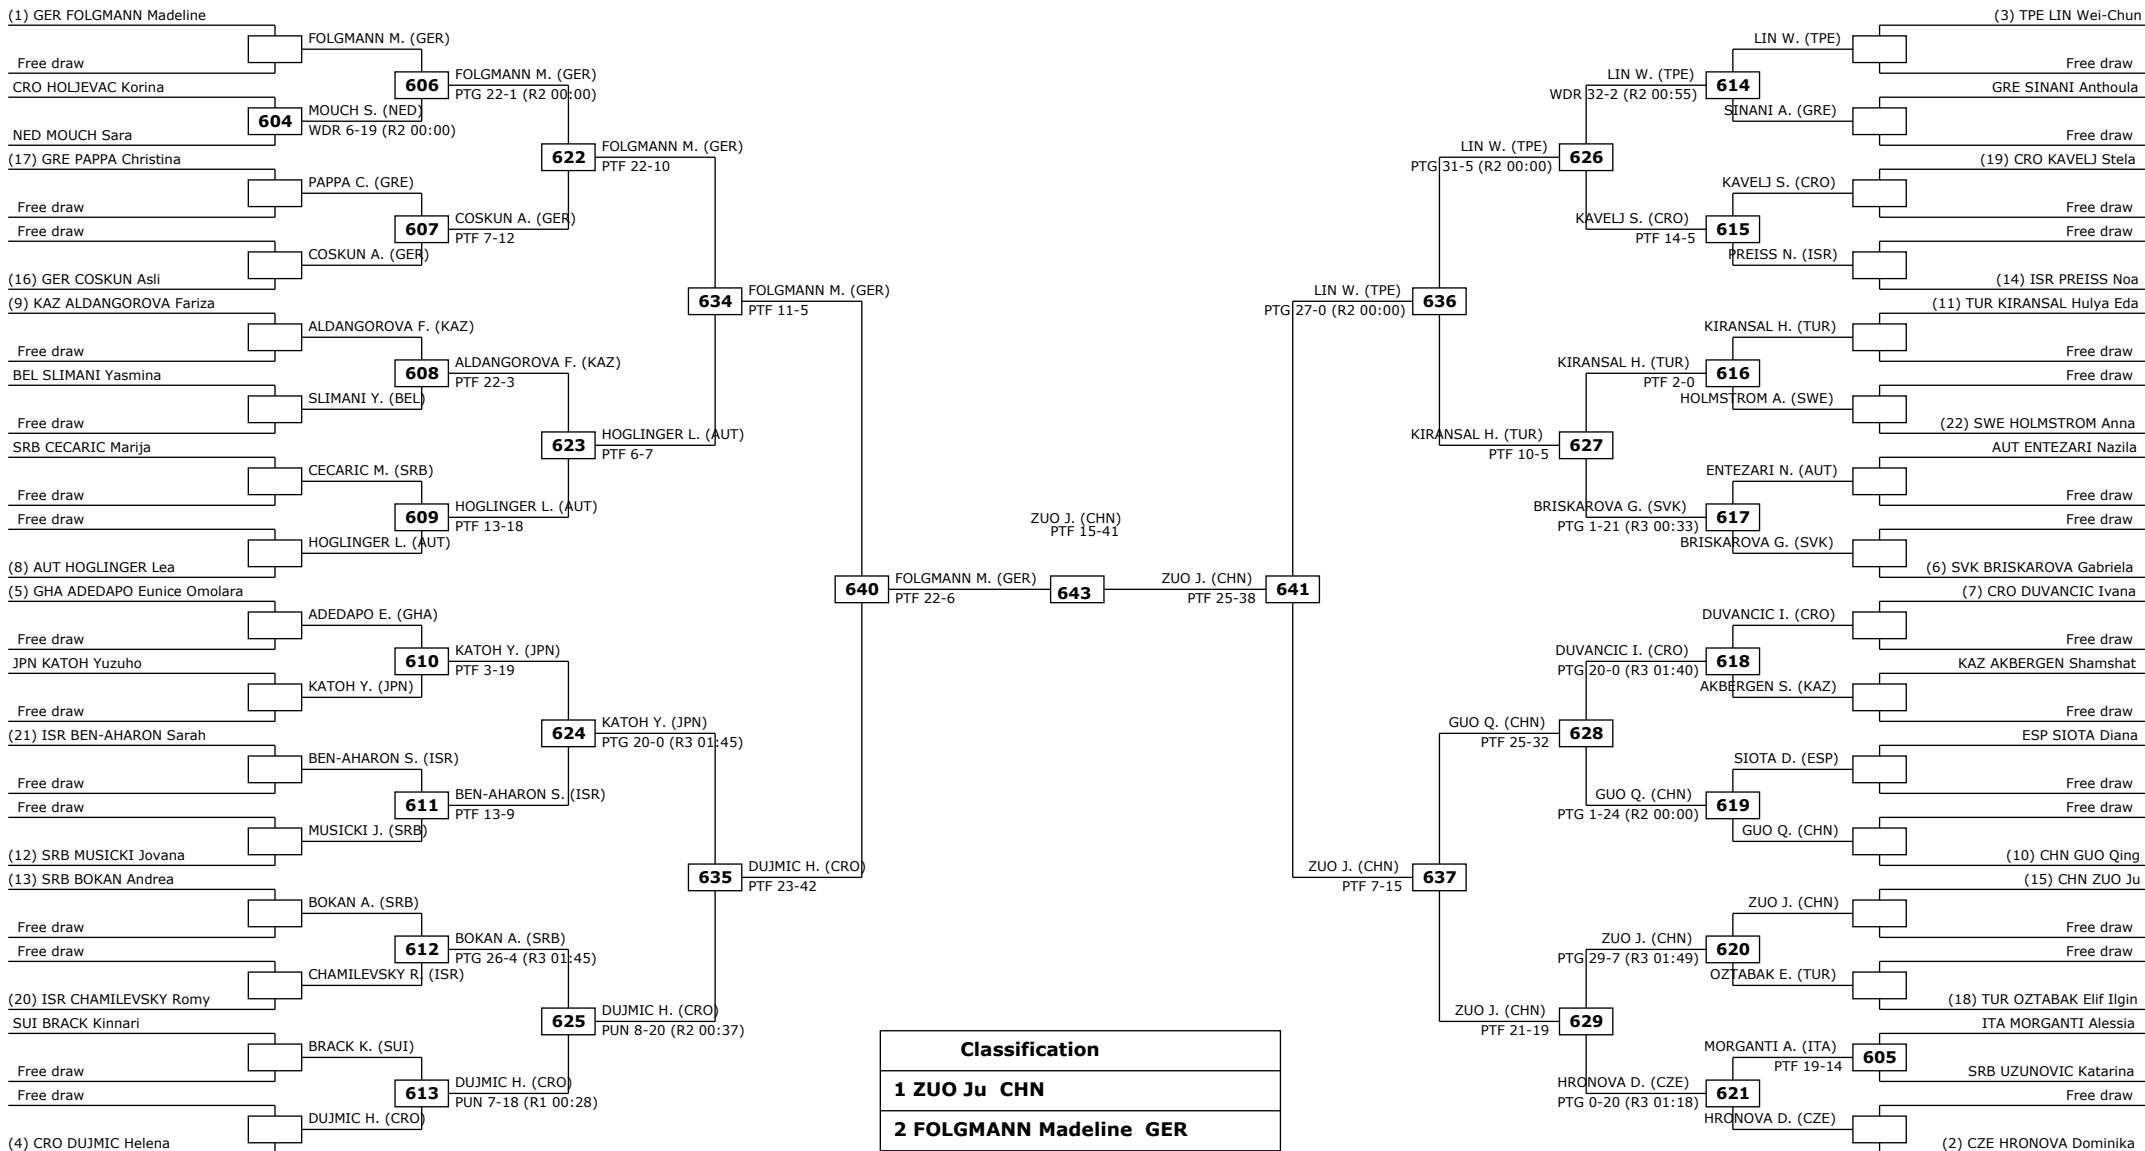 (1) GER FOLGMANN Madeline
FOLGMANN M. (GER)
Free draw
CRO HOLJEVAC Korina
606
FOLGMANN M. (GER)
PTG 22-1 (R2 00:00)
604
MOUCH S. (NED)
WDR 6-19 (R2 00:00)
NED MOUCH Sara
(17) GRE PAPPA Christina
622
FOLGMANN M. (GER)
PTF 22-10
PAPPA C. (GRE)
Free draw
Free draw
607
COSKUN A. (GER)
PTF 7-12
COSKUN A. (GER)
(16) GER COSKUN Asli
(9) KAZ ALDANGOROVA Fariza
634
FOLGMANN M. (GER)
PTF 11-5
ALDANGOROVA F. (KAZ)
Free draw
BEL SLIMANI Yasmina
608
ALDANGOROVA F. (KAZ)
PTF 22-3
SLIMANI Y. (BEL)
Free draw
SRB CECARIC Marija
623
HOGLINGER L. (AUT)
PTF 6-7
CECARIC M. (SRB)
Free draw
Free draw
609
HOGLINGER L. (AUT)
PTF 13-18
HOGLINGER L. (AUT)
(8) AUT HOGLINGER Lea
(5) GHA ADEDAPO Eunice Omolara
640
FOLGMANN M. (GER)
PTF 22-6
ADEDAPO E. (GHA)
Free draw
JPN KATOH Yuzuho
610
KATOH Y. (JPN)
PTF 3-19
KATOH Y. (JPN)
Free draw
(21) ISR BEN-AHARON Sarah
624
KATOH Y. (JPN)
PTG 20-0 (R3 01:45)
BEN-AHARON S. (ISR)
Free draw
Free draw
611
BEN-AHARON S. (ISR)
PTF 13-9
MUSICKI J. (SRB)
(12) SRB MUSICKI Jovana
(13) SRB BOKAN Andrea
635
DUJMIC H. (CRO)
PTF 23-42
BOKAN A. (SRB)
Free draw
Free draw
612
BOKAN A. (SRB)
PTG 26-4 (R3 01:45)
CHAMILEVSKY R. (ISR)
(20) ISR CHAMILEVSKY Romy
SUI BRACK Kinnari
625
DUJMIC H. (CRO)
PUN 8-20 (R2 00:37)
BRACK K. (SUI)
Free draw
Free draw
613
DUJMIC H. (CRO)
PUN 7-18 (R1 00:28)
DUJMIC H. (CRO)
(4) CRO DUJMIC Helena
ZUO J. (CHN)
PTF 15-41
643
Classification
1 ZUO Ju CHN
2 FOLGMANN Madeline GER
(3) TPE LIN Wei-Chun
LIN W. (TPE)
Free draw
GRE SINANI Anthoula
LIN W. (TPE)
WDR 32-2 (R2 00:55)
614
SINANI A. (GRE)
Free draw
(19) CRO KAVELJ Stela
LIN W. (TPE)
PTG 31-5 (R2 00:00)
626
KAVELJ S. (CRO)
Free draw
Free draw
KAVELJ S. (CRO)
PTF 14-5
615
PREISS N. (ISR)
(14) ISR PREISS Noa
(11) TUR KIRANSAL Hulya Eda
LIN W. (TPE)
PTG 27-0 (R2 00:00)
636
KIRANSAL H. (TUR)
Free draw
Free draw
KIRANSAL H. (TUR)
PTF 2-0
616
HOLMSTROM A. (SWE)
(22) SWE HOLMSTROM Anna
AUT ENTEZARI Nazila
KIRANSAL H. (TUR)
PTF 10-5
627
ENTEZARI N. (AUT)
Free draw
Free draw
BRISKAROVA G. (SVK)
PTG 1-21 (R3 00:33)
617
BRISKAROVA G. (SVK)
(6) SVK BRISKAROVA Gabriela
(7) CRO DUVANCIC Ivana
ZUO J. (CHN)
PTF 25-38
641
DUVANCIC I. (CRO)
Free draw
KAZ AKBERGEN Shamshat
DUVANCIC I. (CRO)
PTG 20-0 (R3 01:40)
618
AKBERGEN S. (KAZ)
Free draw
ESP SIOTA Diana
GUO Q. (CHN)
PTF 25-32
628
SIOTA D. (ESP)
Free draw
Free draw
GUO Q. (CHN)
PTG 1-24 (R2 00:00)
619
GUO Q. (CHN)
(10) CHN GUO Qing
(15) CHN ZUO Ju
ZUO J. (CHN)
PTF 7-15
637
ZUO J. (CHN)
Free draw
Free draw
ZUO J. (CHN)
PTG 29-7 (R3 01:49)
620
OZTABAK E. (TUR)
(18) TUR OZTABAK Elif Ilgin
ITA MORGANTI Alessia
ZUO J. (CHN)
PTF 21-19
629
MORGANTI A. (ITA)
PTF 19-14
605
SRB UZUNOVIC Katarina
Free draw
HRONOVA D. (CZE)
PTG 0-20 (R3 01:18)
621
HRONOVA D. (CZE)
(2) CZE HRONOVA Dominika